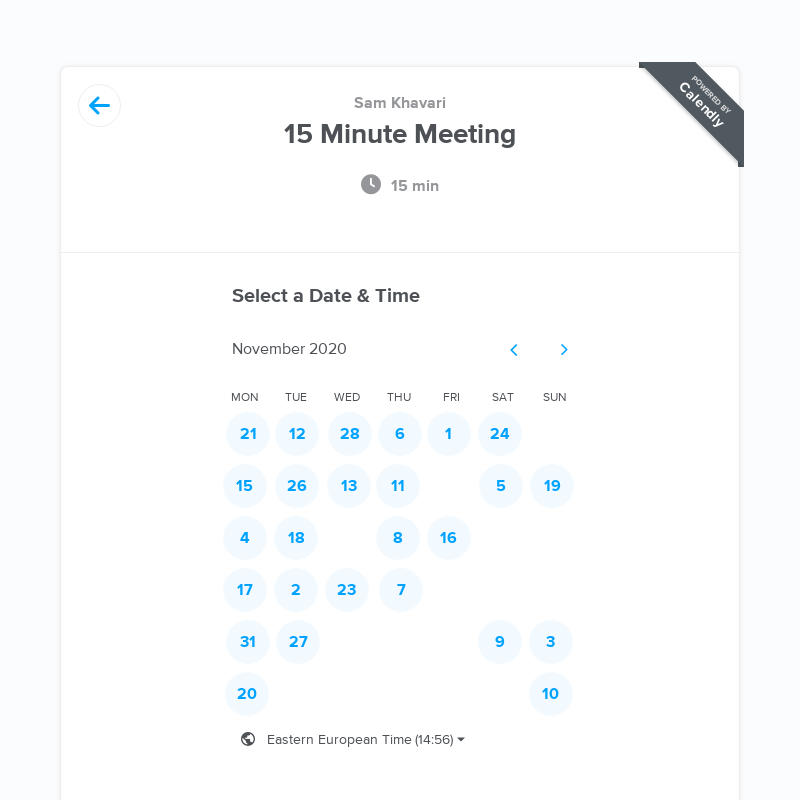 POWERED BY
Calendly
Sam Khavari
15 Minute Meeting
15 min
Select a Date & Time
November 2020
MON TUE WED THU FRI SAT SUN
21 12 28 6 1 24
15 26 13 11 5 19
4 18 8 16
17 2 23 7
31 27 9 3
20 10
Eastern European Time (14:56)